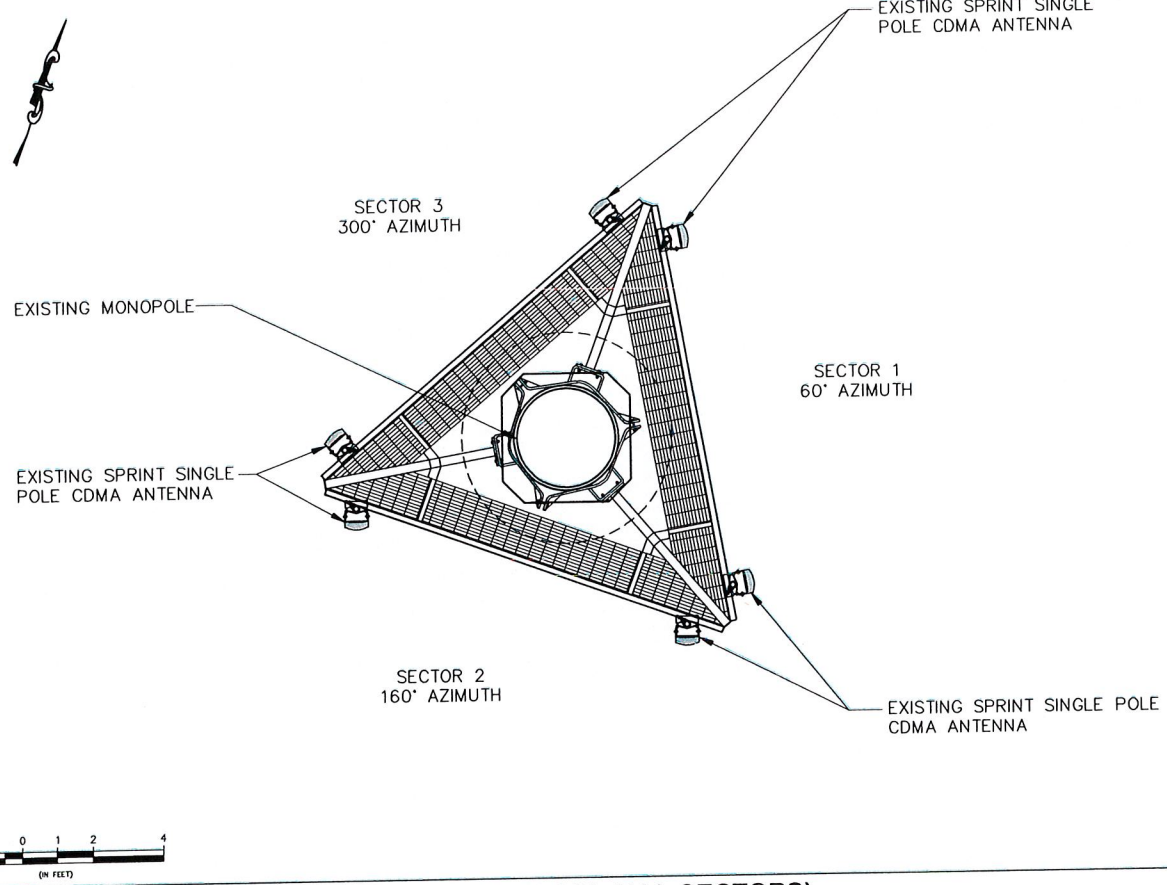 EXISTING SPRINT SINGLE
POLE CDMA ANTENNA
SECTOR 3
300° AZIMUTH
EXISTING MONOPOLE
SECTOR 1
60° AZIMUTH
EXISTING SPRINT SINGLE
POLE CDMA ANTENNA
SECTOR 2
160° AZIMUTH
EXISTING SPRINT SINGLE POLE
CDMA ANTENNA
0 1 2 4
(IN FEET)
SECTORS)